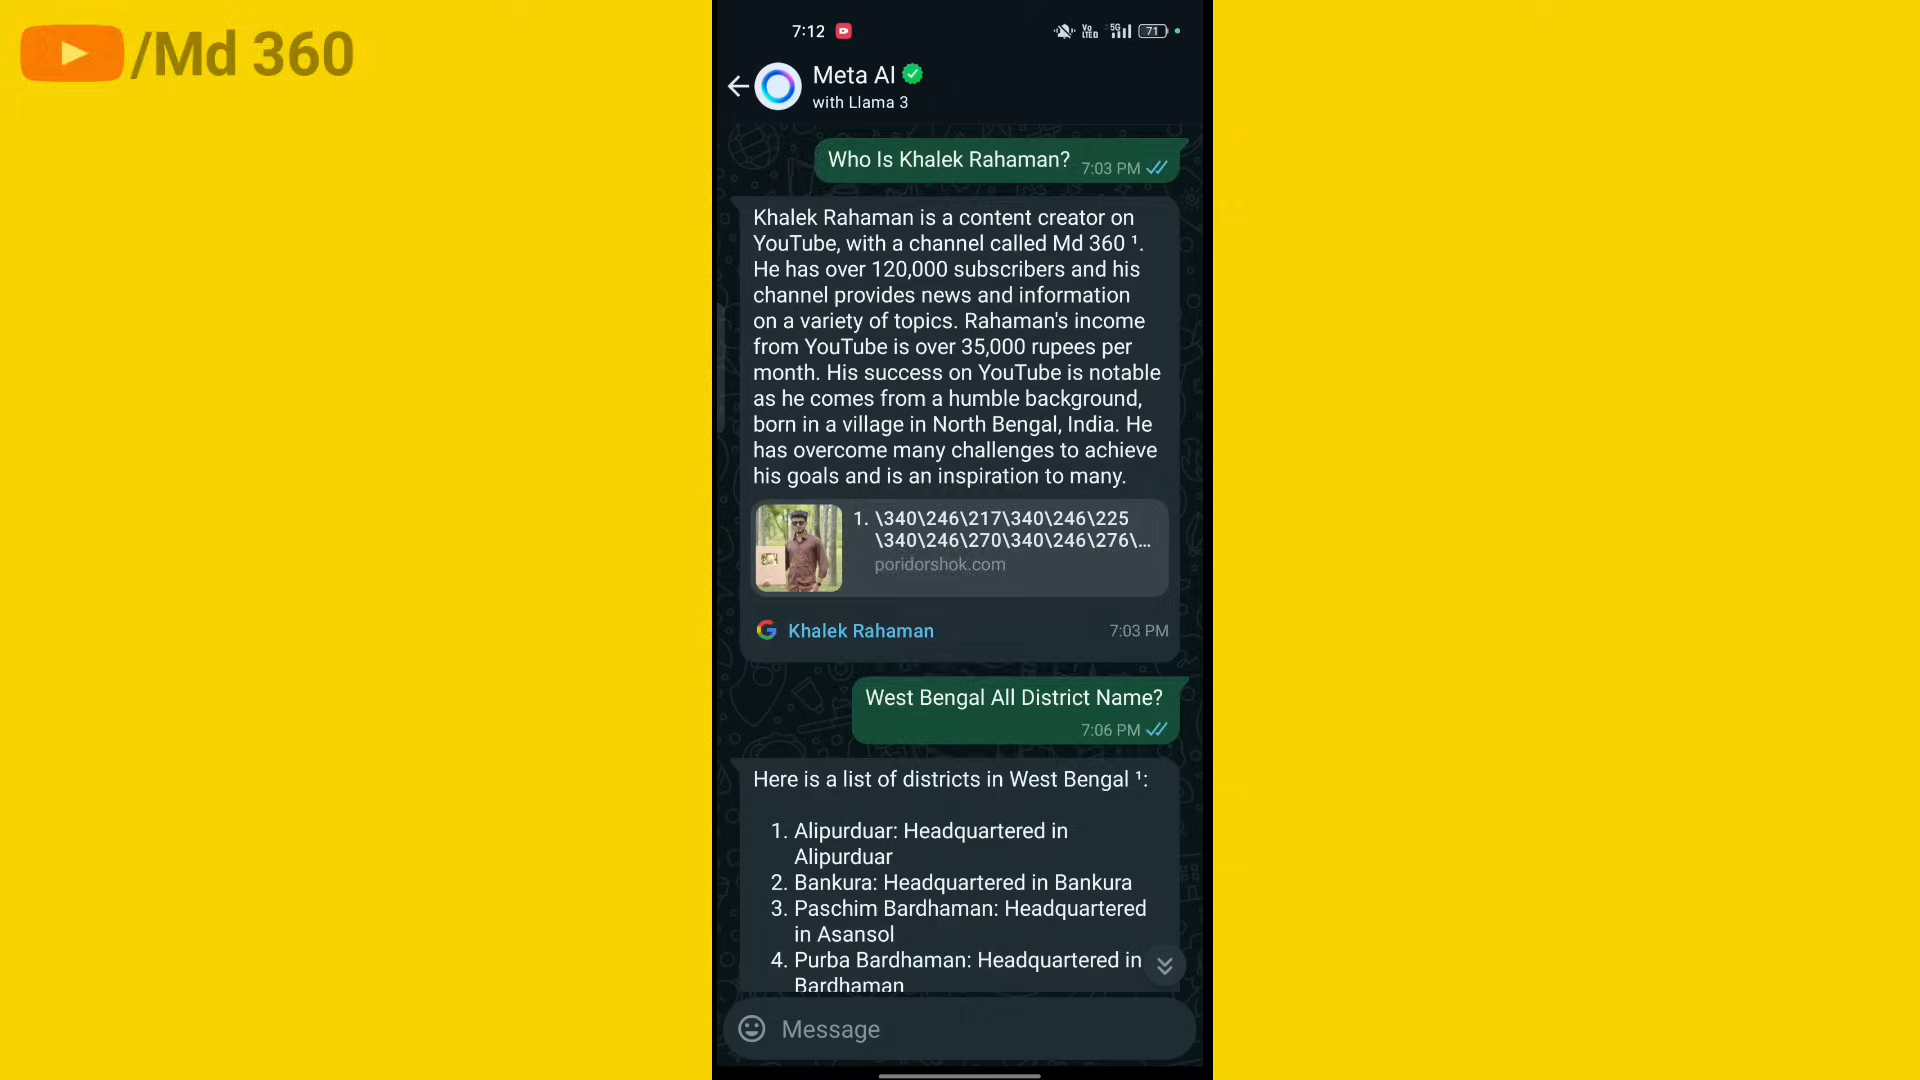 /Md 360
7:12
Vo
LTED
5G
71
Meta AI
with Llama 3
Who Is Khalek Rahaman?
7:03 PM
Khalek Rahaman is a content creator on
YouTube, with a channel called Md 360 ¹.
He has over 120,000 subscribers and his
channel provides news and information
on a variety of topics. Rahaman's income
from YouTube is over 35,000 rupees per
month. His success on YouTube is notable
as he comes from a humble background,
born in a village in North Bengal, India. He
has overcome many challenges to achieve
his goals and is an inspiration to many.
1. \340\246\217\340\246\225
\340\246\270\340\246\276\...
poridorshok.com
Khalek Rahaman
7:03 PM
West Bengal All District Name?
7:06 PM
Here is a list of districts in West Bengal ¹:
1. Alipurduar: Headquartered in
Alipurduar
2. Bankura: Headquartered in Bankura
3. Paschim Bardhaman: Headquartered
in Asansol
4. Purba Bardhaman: Headquartered in
Bardhaman
Message